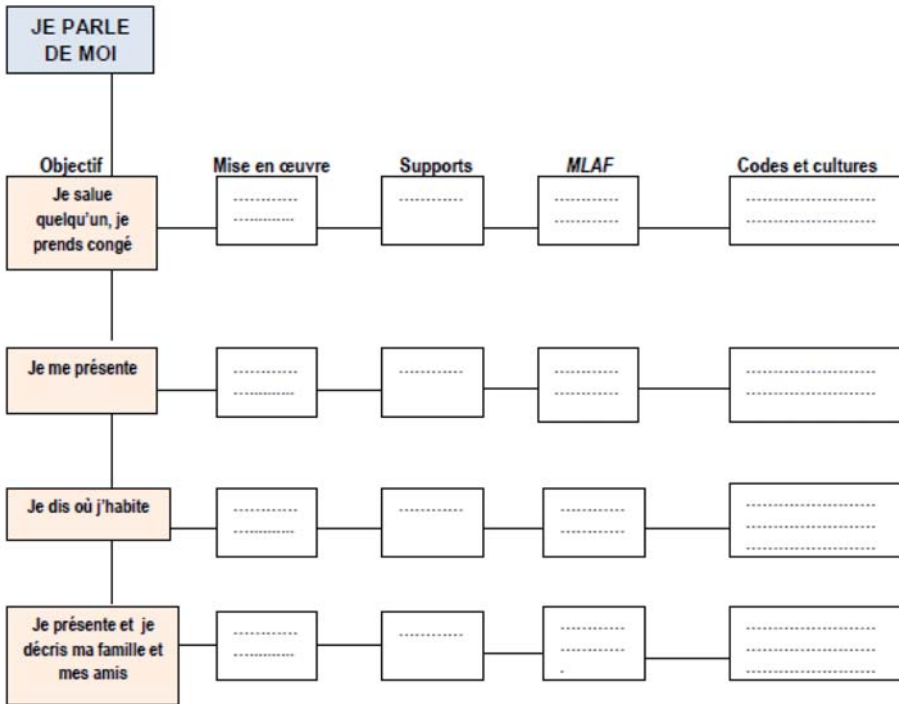 JE PARLE
DE MOI
Objectif
Mise en œuvre
Supports
MLAF
Codes et cultures
Je salue
quelqu'un, je
prends congé
Je me présente
Je dis où j'habite
Je présente et je
décris ma famille et
mes amis